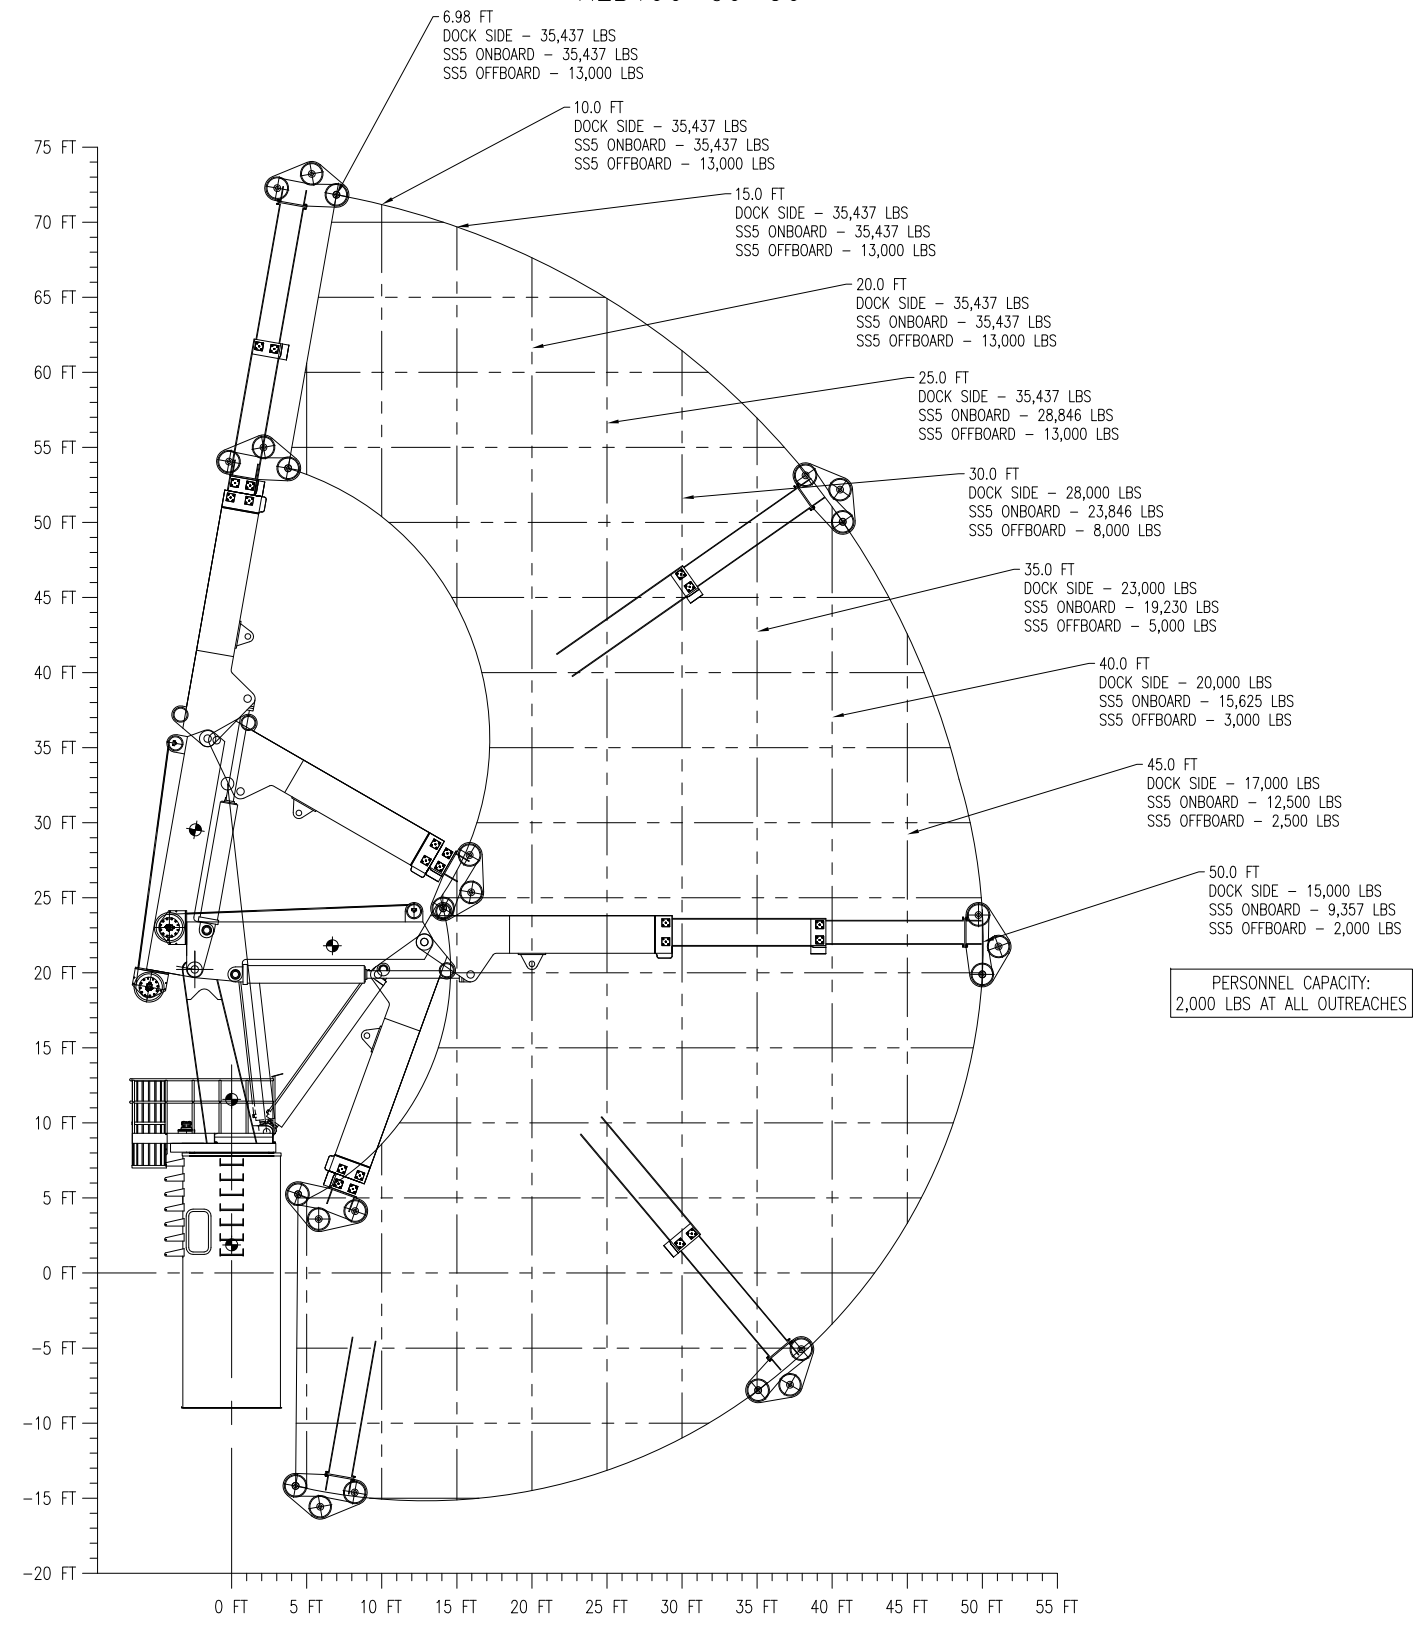 6.98 FT
DOCK SIDE – 35,437 LBS
SS5 ONBOARD – 35,437 LBS
SS5 OFFBOARD – 13,000 LBS
10.0 FT
DOCK SIDE – 35,437 LBS
SS5 ONBOARD – 35,437 LBS
SS5 OFFBOARD – 13,000 LBS
15.0 FT
DOCK SIDE – 35,437 LBS
SS5 ONBOARD – 35,437 LBS
SS5 OFFBOARD – 13,000 LBS
20.0 FT
DOCK SIDE – 35,437 LBS
SS5 ONBOARD – 35,437 LBS
SS5 OFFBOARD – 13,000 LBS
25.0 FT
DOCK SIDE – 35,437 LBS
SS5 ONBOARD – 28,846 LBS
SS5 OFFBOARD – 13,000 LBS
30.0 FT
DOCK SIDE – 28,000 LBS
SS5 ONBOARD – 23,846 LBS
SS5 OFFBOARD – 8,000 LBS
35.0 FT
DOCK SIDE – 23,000 LBS
SS5 ONBOARD – 19,230 LBS
SS5 OFFBOARD – 5,000 LBS
40.0 FT
DOCK SIDE – 20,000 LBS
SS5 ONBOARD – 15,625 LBS
SS5 OFFBOARD – 3,000 LBS
45.0 FT
DOCK SIDE – 17,000 LBS
SS5 ONBOARD – 12,500 LBS
SS5 OFFBOARD – 2,500 LBS
50.0 FT
DOCK SIDE – 15,000 LBS
SS5 ONBOARD – 9,357 LBS
SS5 OFFBOARD – 2,000 LBS
PERSONNEL CAPACITY:
2,000 LBS AT ALL OUTREACHES
75 FT
70 FT
65 FT
60 FT
55 FT
50 FT
45 FT
40 FT
35 FT
30 FT
25 FT
20 FT
15 FT
10 FT
5 FT
0 FT
-5 FT
-10 FT
-15 FT
-20 FT
0 FT 5 FT 10 FT 15 FT 20 FT 25 FT 30 FT 35 FT 40 FT 45 FT 50 FT 55 FT